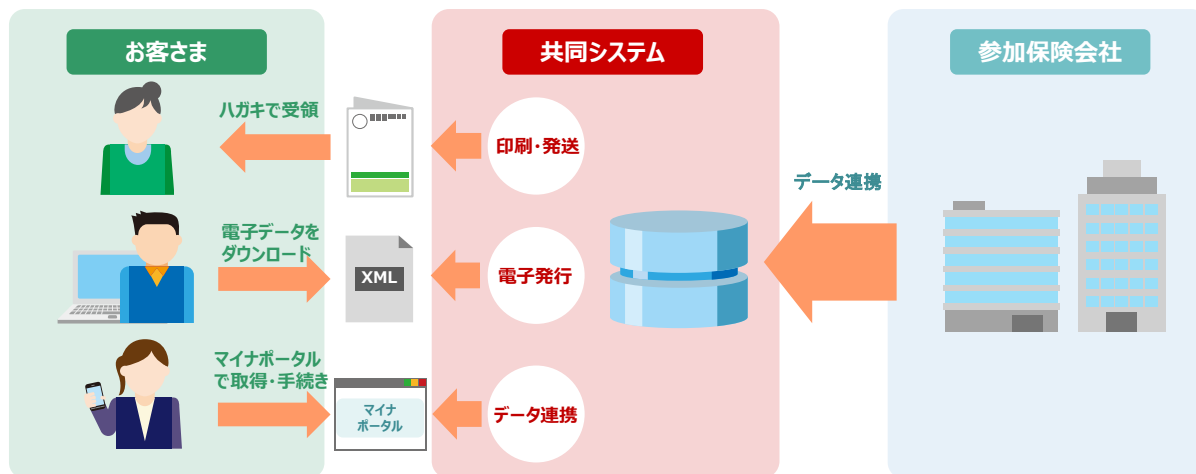 お客さま
共同システム
参加保険会社
ハガキで受領
印刷・発送
データ連携
電子データを
ダウンロード
XML
電子発行
マイナポータル
で取得・手続き
マイナ
ポータル
データ連携